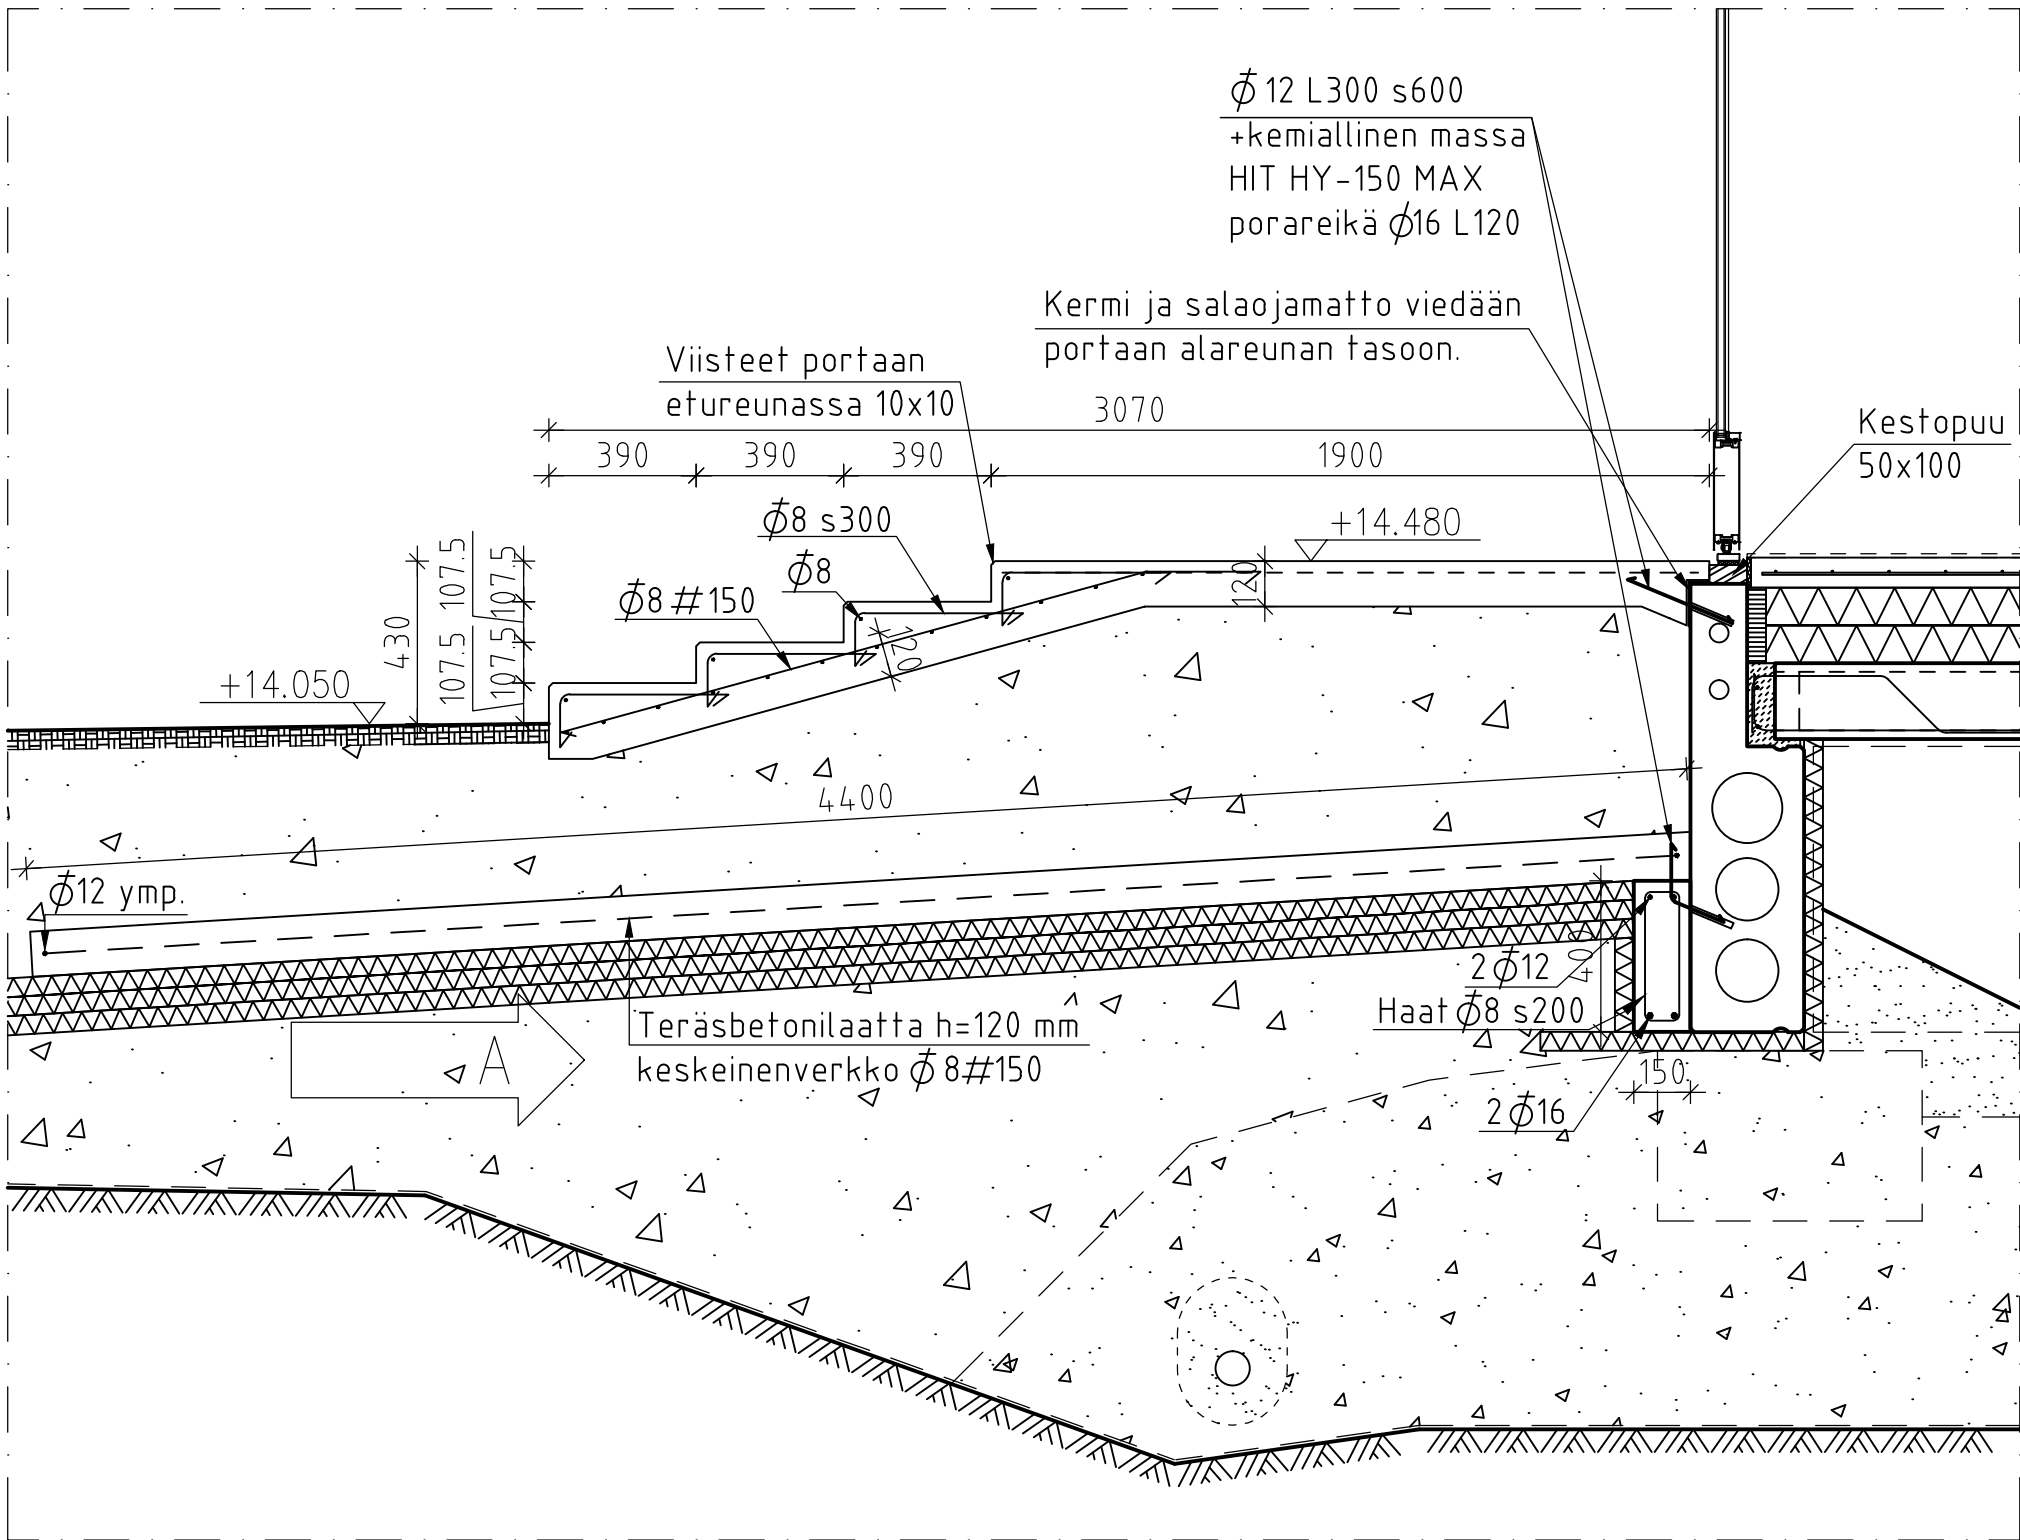 ϕ 12 L300 s600
+kemiallinen massa
HIT HY-150 MAX
porareikä ϕ16 L120
Kermi ja salaojamatto viedään
portaan alareunan tasoon.
Viisteet portaan
etureunassa 10x10
3070
Kestopuu
50x100
390 390 390 1900
ϕ8 s300
+14.480
ϕ8
ϕ8 #150
120
120
430
107.5 107.5
107.5 107.5
+14.050
4400
ϕ12 ymp.
2ϕ12
400
Haat ϕ8 s200
Teräsbetonilaatta h=120 mm
keskeinenverkko ϕ 8#150
A
150
2ϕ16